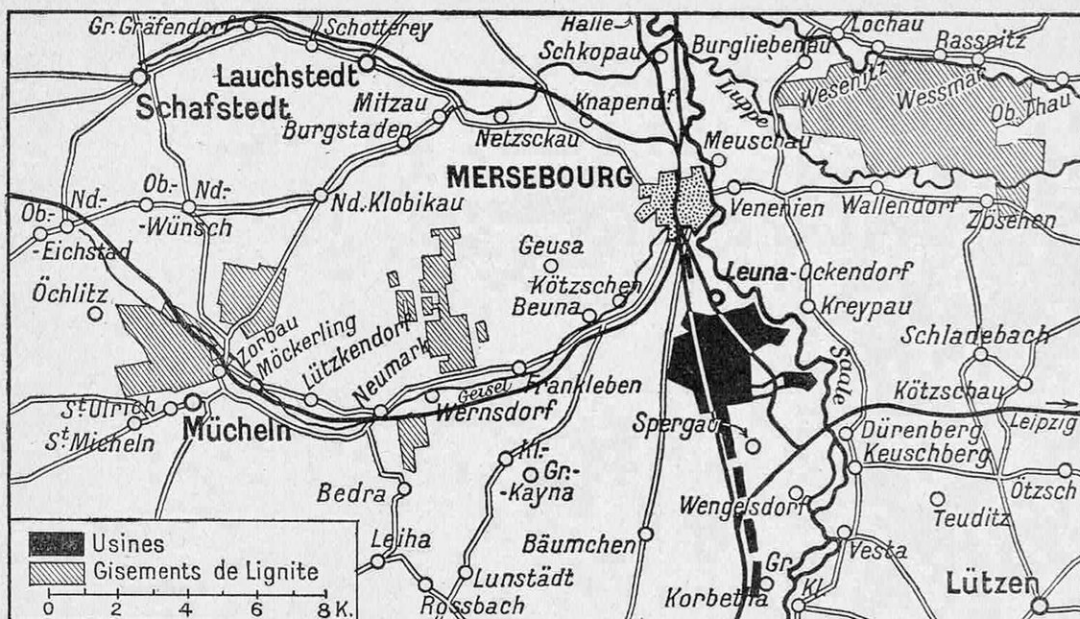 Gr. Gräfendorf
Schotterey
Halle
Lochau
Schkopau
Burgliebenau
Rassnitz
Lauchstedt
Schafstedt
Wesenitz
Wessmar
Ob. Thau
Luppe
Mitzau
Knapendf
Burgstaden
Netzsckau
Meuschau
MERSEBOURG
Ob.-
Nd.-
-Wünsch
Nd. Klobikau
Venenien
Wallendorf
Zösehen
Ob.-
Nd.-
-Eichstäd
Geusa
Kötzschen
Beuna
Leuna-Ockendorf
Kreypau
Öchlitz
Zorbau
Möckerling
Lützkendorf
Neumark
Geisel
Frankleben
Wernsdorf
Schladebach
Kötzschau
Saale
Leipzig
St Ulrich
St Micheln
Mücheln
Spergau
Dürenberg
Keuschberg
Kl.-
Gr.-
-Kayna
Bedra
Wengelsdorf
Ötzsch
Teuditz
Usines
Gisements de Lignite
0 2 4 6 8 K.
Leiha
Bäumchen
Vesta
Lunstädt
Rossbach
Gr.
Korbetha
Kl.
Lützen